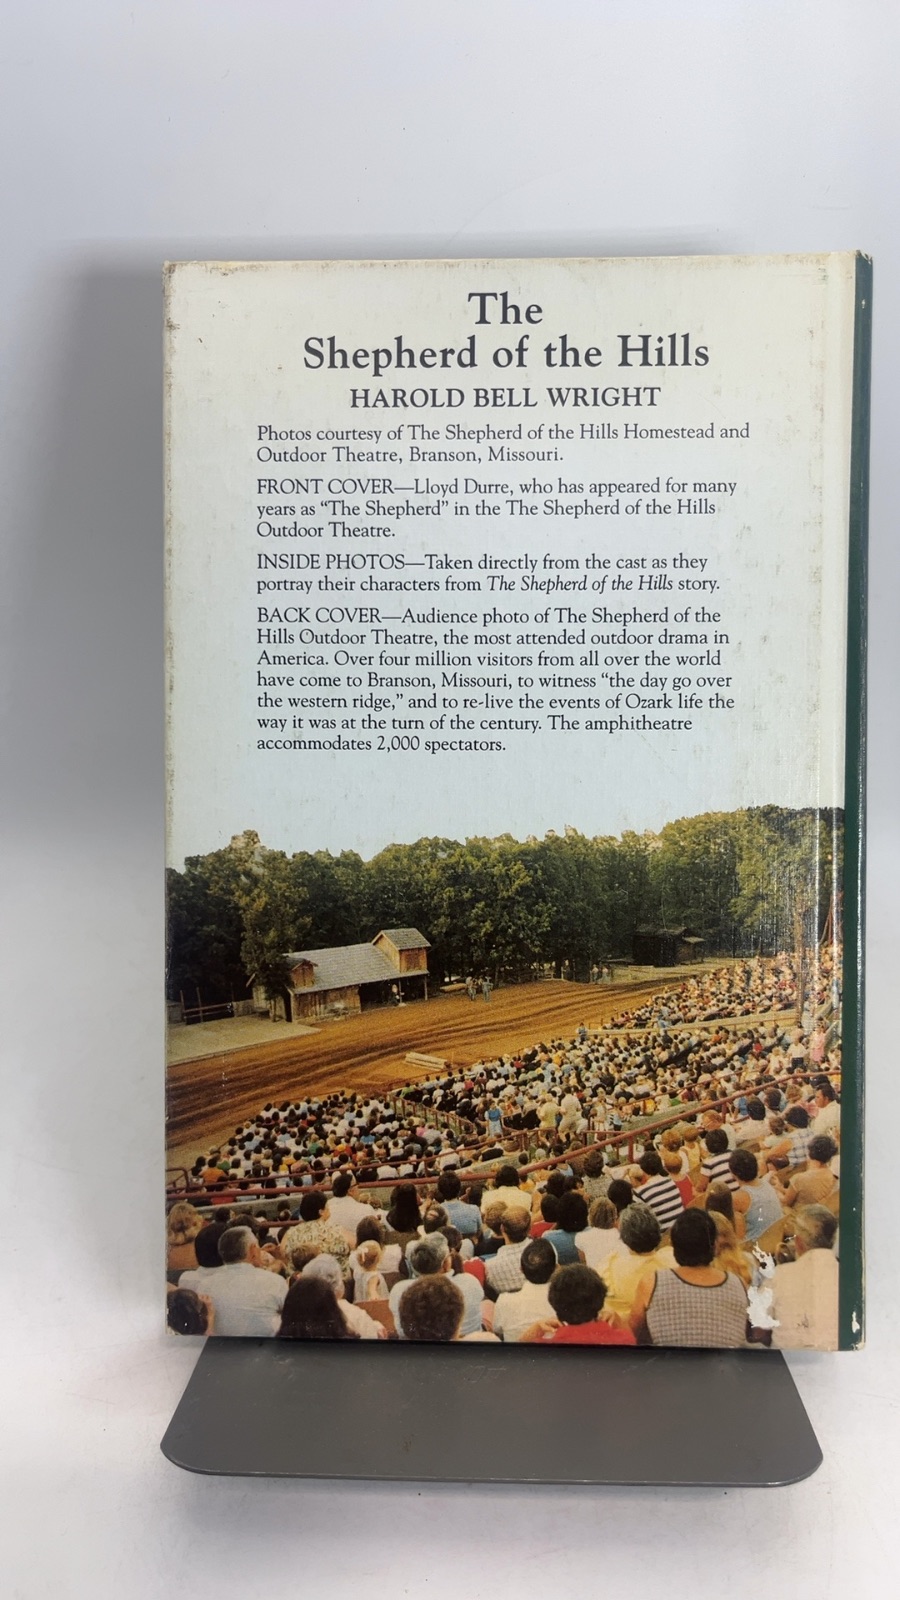 The
Shepherd of the Hills
HAROLD BELL WRIGHT
Photos courtesy of The Shepherd of the Hills Homestead and
Outdoor Theatre, Branson, Missouri.
FRONT COVER—Lloyd Durre, who has appeared for many
years as “The Shepherd” in the The Shepherd of the Hills
Outdoor Theatre.
INSIDE PHOTOS—Taken directly from the cast as they
portray their characters from The Shepherd of the Hills story.
BACK COVER—Audience photo of The Shepherd of the
Hills Outdoor Theatre, the most attended outdoor drama in
America. Over four million visitors from all over the world
have come to Branson, Missouri, to witness “the day go over
the western ridge,” and to re-live the events of Ozark life the
way it was at the turn of the century. The amphitheatre
accommodates 2,000 spectators.